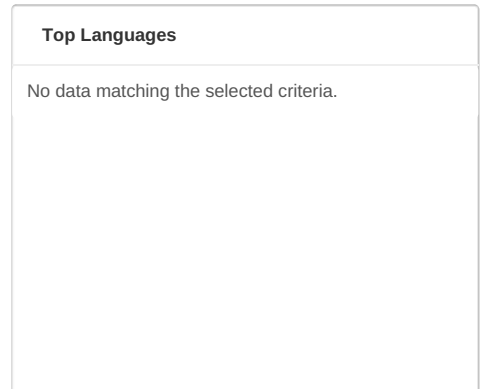 Top Languages
No data matching the selected criteria.